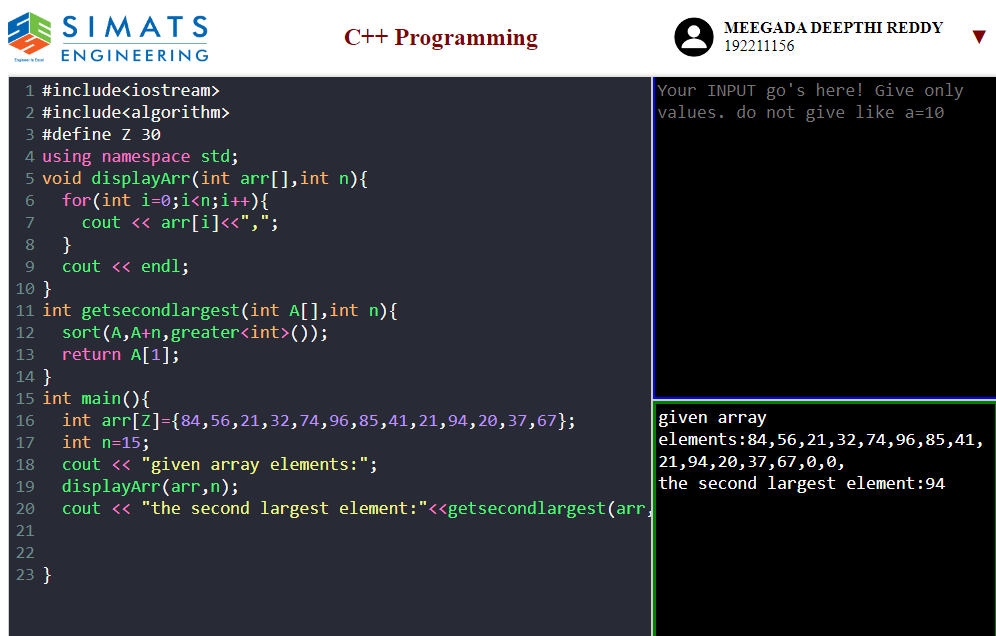 SIMATS
ENGINEERING
Engineer to Excel
C++ Programming
MEEGADA DEEPTHI REDDY
192211156
▼
1 #include<iostream>
2 #include<algorithm>
3 #define Z 30
4 using namespace std;
5 void displayArr(int arr[],int n){
6   for(int i=0;i<n;i++){
7     cout << arr[i]<<",";
8   }
9   cout << endl;
10 }
11 int getsecondlargest(int A[],int n){
12   sort(A,A+n,greater<int>());
13   return A[1];
14 }
15 int main(){
16   int arr[Z]={84,56,21,32,74,96,85,41,21,94,20,37,67};
17   int n=15;
18   cout << "given array elements:";
19   displayArr(arr,n);
20   cout << "the second largest element:"<<getsecondlargest(arr,
21
22
23 }
Your INPUT go's here! Give only
values. do not give like a=10
given array
elements:84,56,21,32,74,96,85,41,
21,94,20,37,67,0,0,
the second largest element:94